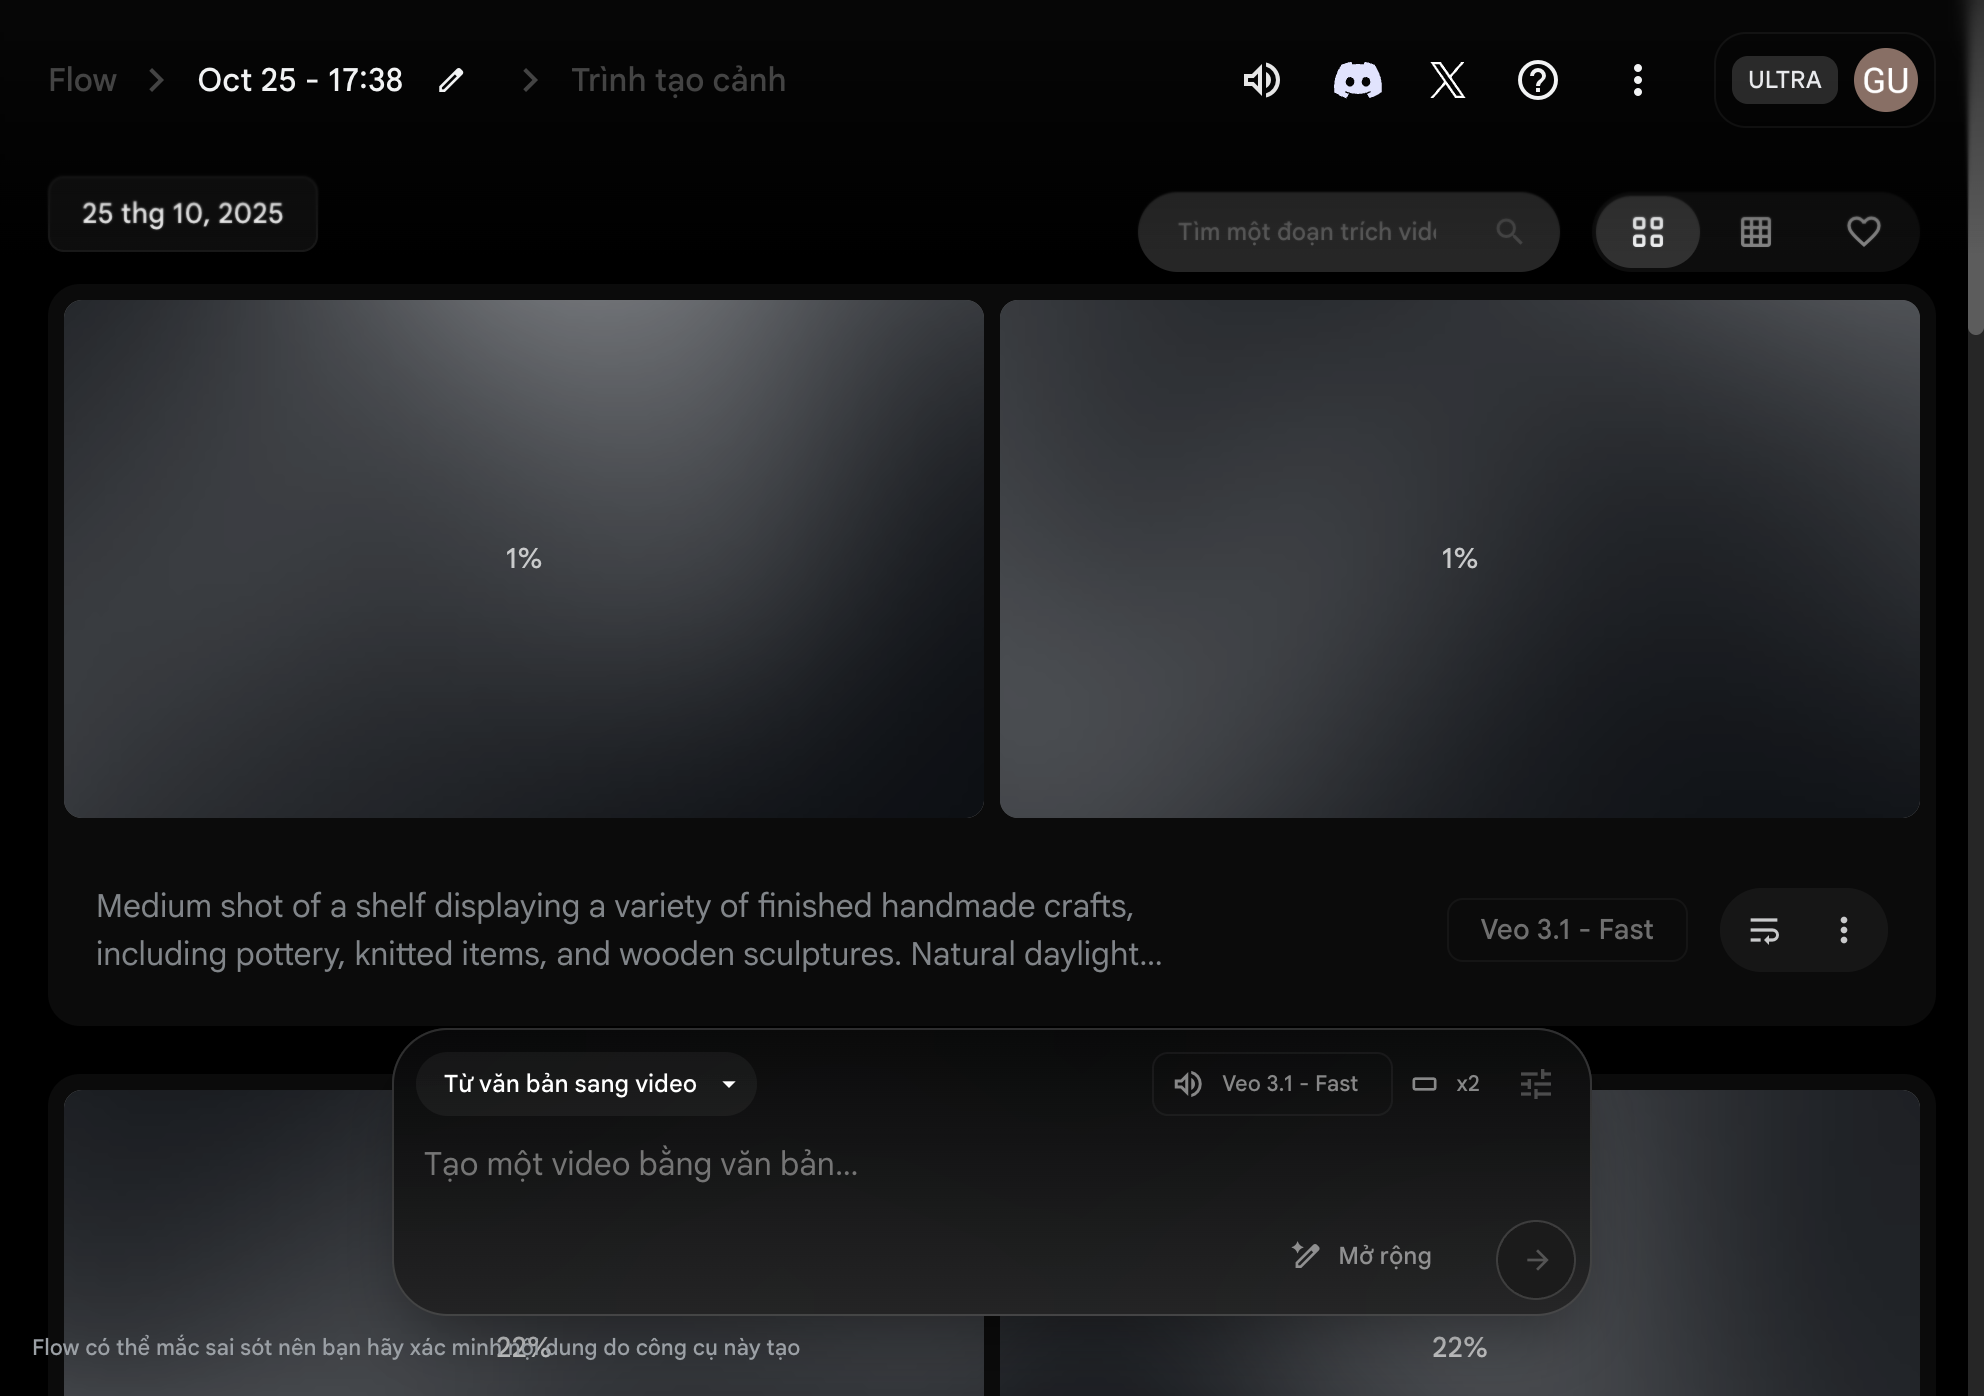 Flow
Oct 25 - 17:38
Trình tạo cảnh
ULTRA
GU
25 thg 10, 2025
Tìm một đoạn trích vide
1%
1%
Medium shot of a shelf displaying a variety of finished handmade crafts,
including pottery, knitted items, and wooden sculptures. Natural daylight...
Veo 3.1 - Fast
Từ văn bản sang video
Veo 3.1 - Fast
x2
Tạo một video bằng văn bản...
Mở rộng
Flow có thể mắc sai sót nên bạn hãy xác minh nội dung do công cụ này tạo
22%
22%